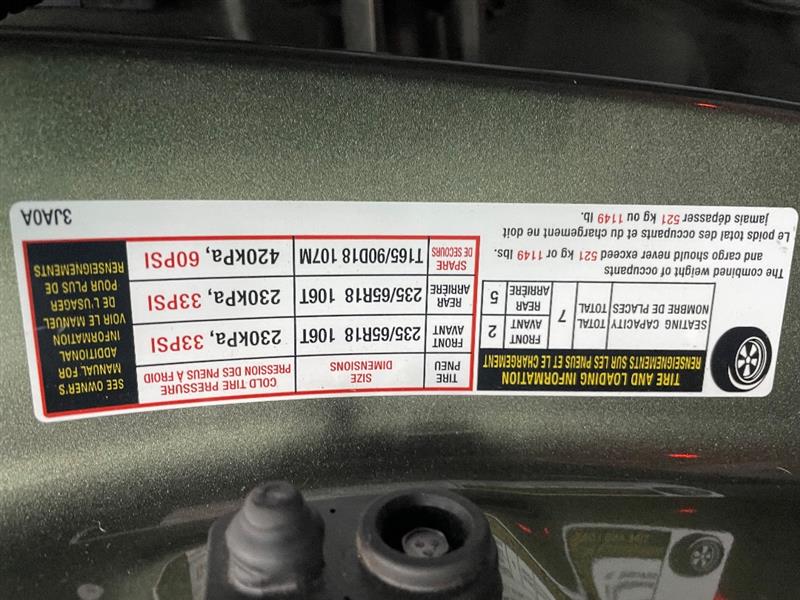 TIRE AND LOADING INFORMATION
RENSEIGNEMENTS SUR LES PNEUS ET LE CHARGEMENT
SEATING CAPACITY
NOMBRE DE PLACES
TOTAL
TOTAL
7
FRONT
AVANT
2
REAR
ARRIÈRE
5
The combined weight of occupants
and cargo should never exceed 521 kg or 1149 lbs.
Le poids total des occupants et du chargement ne doit
jamais dépasser 521 kg ou 1149 lb.
TIRE
PNEU
SIZE
DIMENSIONS
COLD TIRE PRESSURE
PRESSION DES PNEUS À FROID
FRONT
AVANT
235/65R18 106T
230kPa, 33PSI
REAR
ARRIÈRE
235/65R18 106T
230kPa, 33PSI
SPARE
DE SECOURS
T165/90D18 107M
420kPa, 60PSI
SEE OWNER'S
MANUAL FOR
ADDITIONAL
INFORMATION
VOIR LE MANUEL
DE L'USAGER
POUR PLUS DE
RENSEIGNEMENTS
3JA0A